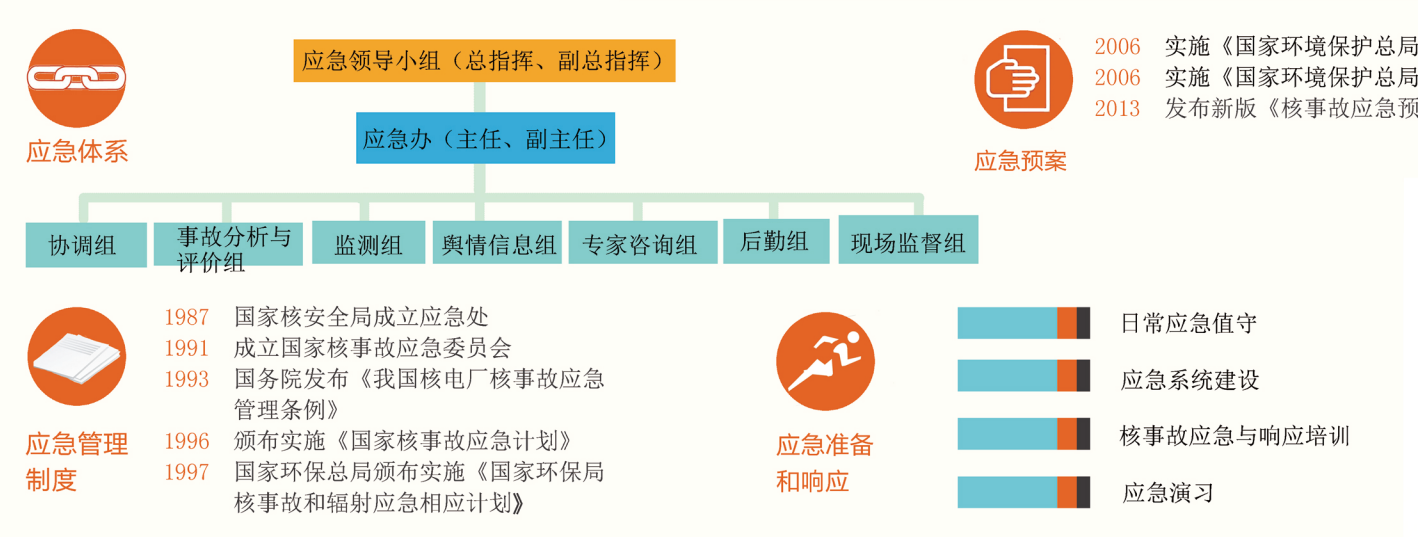 应急体系
应急领导小组（总指挥、副总指挥）
应急办（主任、副主任）
协调组
事故分析与
评价组
监测组
舆情信息组
专家咨询组
后勤组
现场监督组
2006 实施《国家环境保护总局
2006 实施《国家环境保护总局
2013 发布新版《核事故应急预
应急预案
应急管理
制度
1987 国家核安全局成立应急处
1991 成立国家核事故应急委员会
1993 国务院发布《我国核电厂核事故应急
管理条例》
1996 颁布实施《国家核事故应急计划》
1997 国家环保总局颁布实施《国家环保局
核事故和辐射应急相应计划》
应急准备
和响应
日常应急值守
应急系统建设
核事故应急与响应培训
应急演习